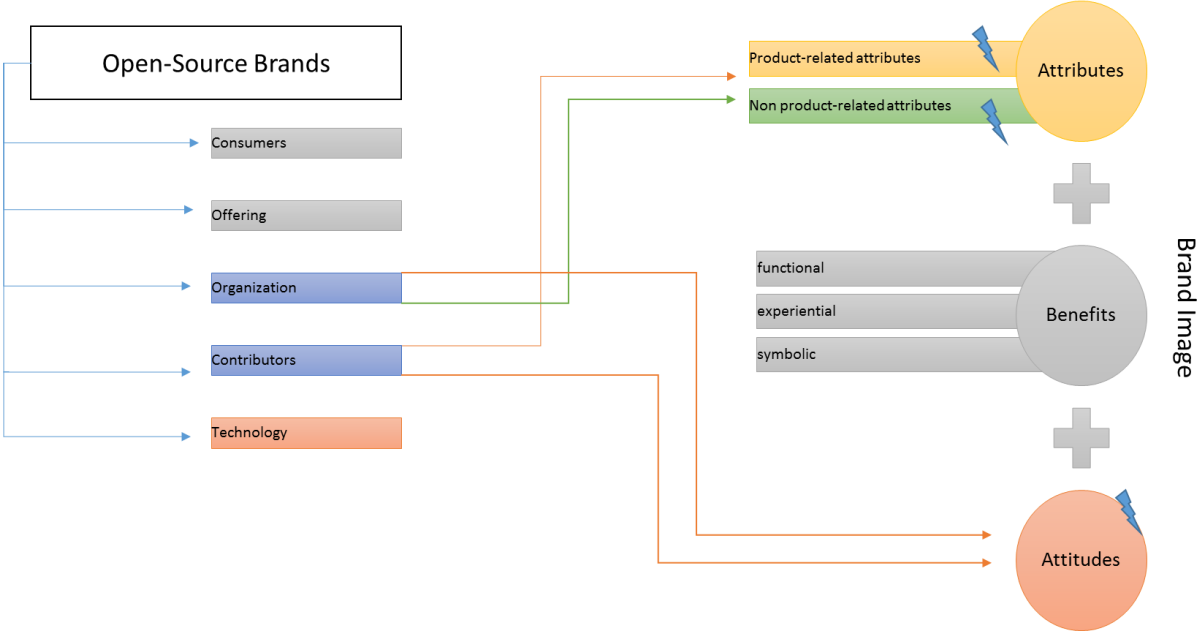 Open-Source Brands
Consumers
Offering
Organization
Contributors
Technology
Product-related attributes
Non product-related attributes
Attributes
functional
experiential
symbolic
Benefits
Attitudes
Brand Image